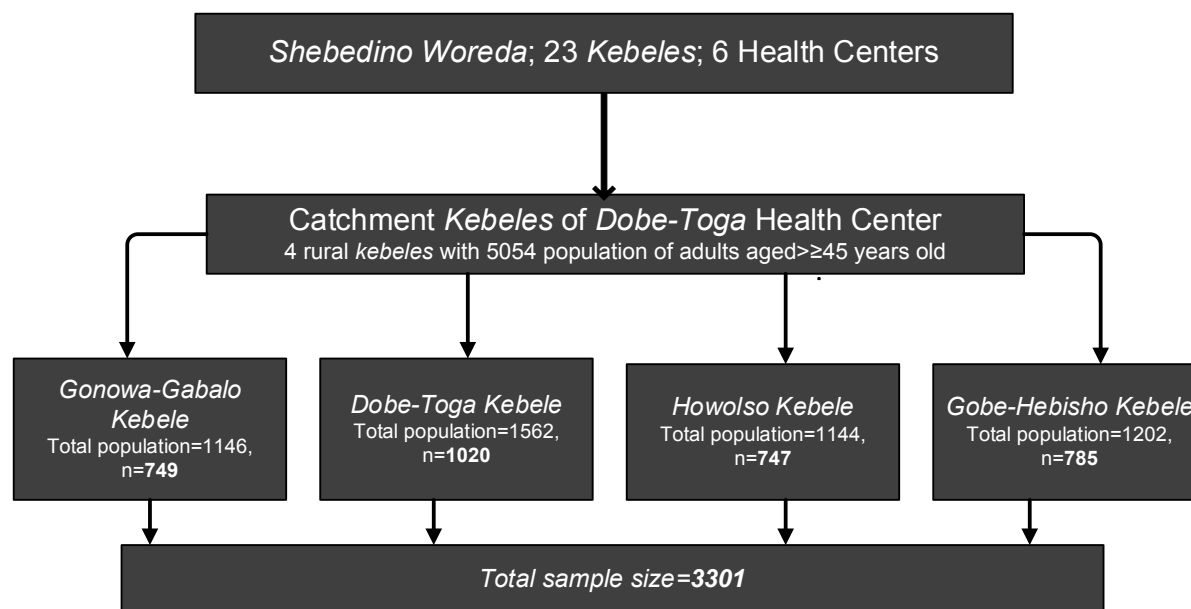 Shebedino Woreda; 23 Kebeles; 6 Health Centers
Catchment Kebeles of Dobe-Toga Health Center
4 rural kebeles with 5054 population of adults aged>≥45 years old
Gonowa-Gabalo
Kebele
Total population=1146,
n=749
Dobe-Toga Kebele
Total population=1562,
n=1020
Howolso Kebele
Total population=1144,
n=747
Gobe-Hebisho Kebele
Total population=1202,
n=785
Total sample size=3301